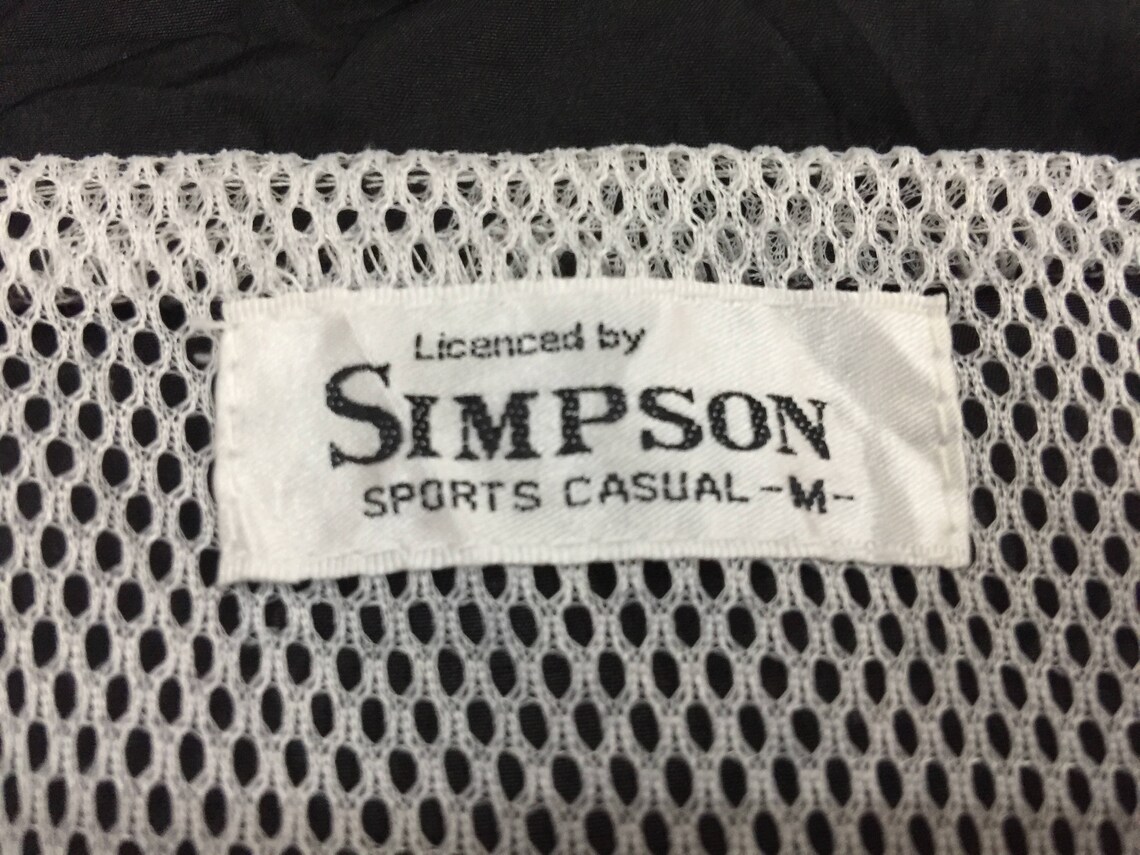 Licenced by
SIMPSON
SPORTS CASUAL -M-